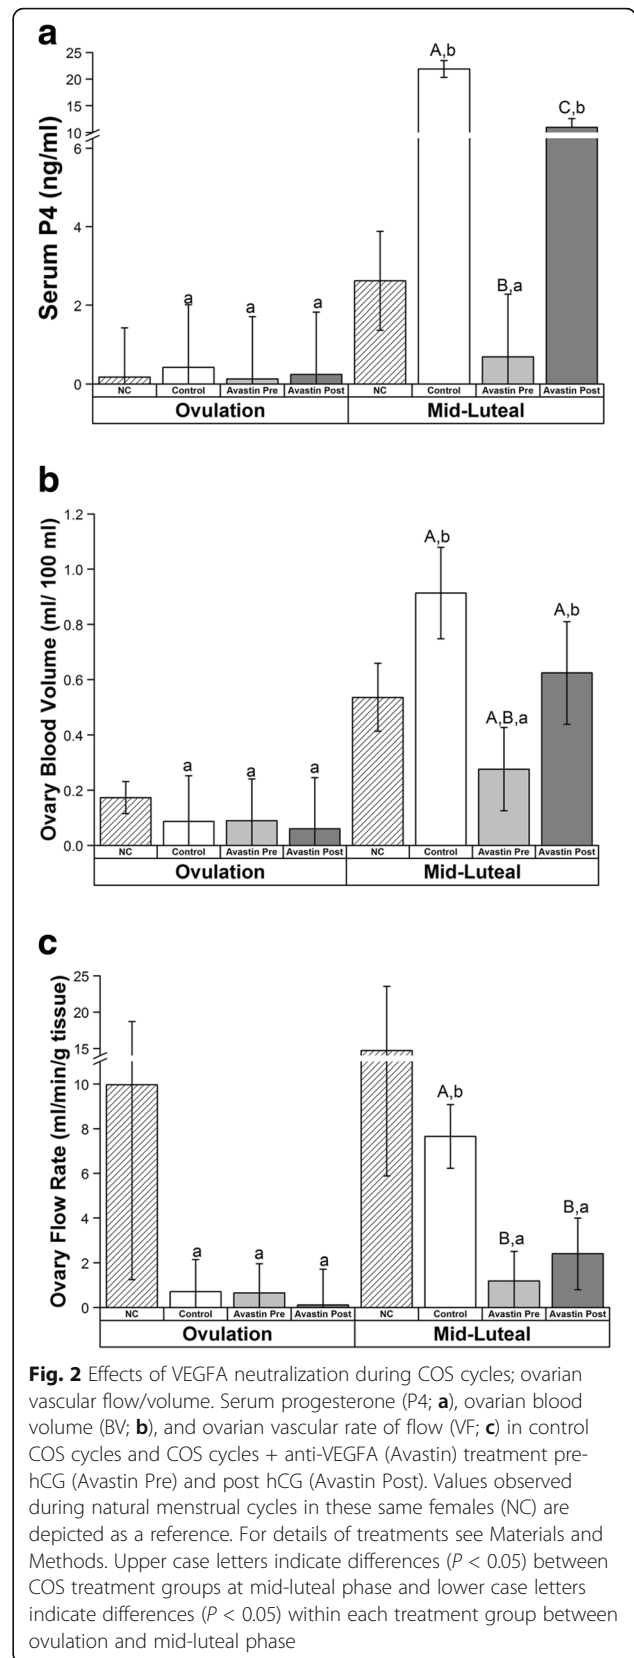 a
25
20
15
10
6
4
2
0
Serum P4 (ng/ml)
A,b
C,b
B,a
a
a
a
NC
Control
Avastin Pre
Avastin Post
NC
Control
Avastin Pre
Avastin Post
Ovulation
Mid-Luteal
b
1.2
1.0
0.8
0.6
0.4
0.2
0.0
Ovary Blood Volume (ml/ 100 ml)
A,b
A,b
A,B,a
a
a
a
NC
Control
Avastin Pre
Avastin Post
NC
Control
Avastin Pre
Avastin Post
Ovulation
Mid-Luteal
c
25
20
15
10
8
6
4
2
0
Ovary Flow Rate (ml/min/g tissue)
A,b
B,a
B,a
a
a
a
NC
Control
Avastin Pre
Avastin Post
NC
Control
Avastin Pre
Avastin Post
Ovulation
Mid-Luteal
Fig. 2 Effects of VEGFA neutralization during COS cycles; ovarian
vascular flow/volume. Serum progesterone (P4; a), ovarian blood
volume (BV; b), and ovarian vascular rate of flow (VF; c) in control
COS cycles and COS cycles + anti-VEGFA (Avastin) treatment pre-
hCG (Avastin Pre) and post hCG (Avastin Post). Values observed
during natural menstrual cycles in these same females (NC) are
depicted as a reference. For details of treatments see Materials and
Methods. Upper case letters indicate differences (P < 0.05) between
COS treatment groups at mid-luteal phase and lower case letters
indicate differences (P < 0.05) within each treatment group between
ovulation and mid-luteal phase